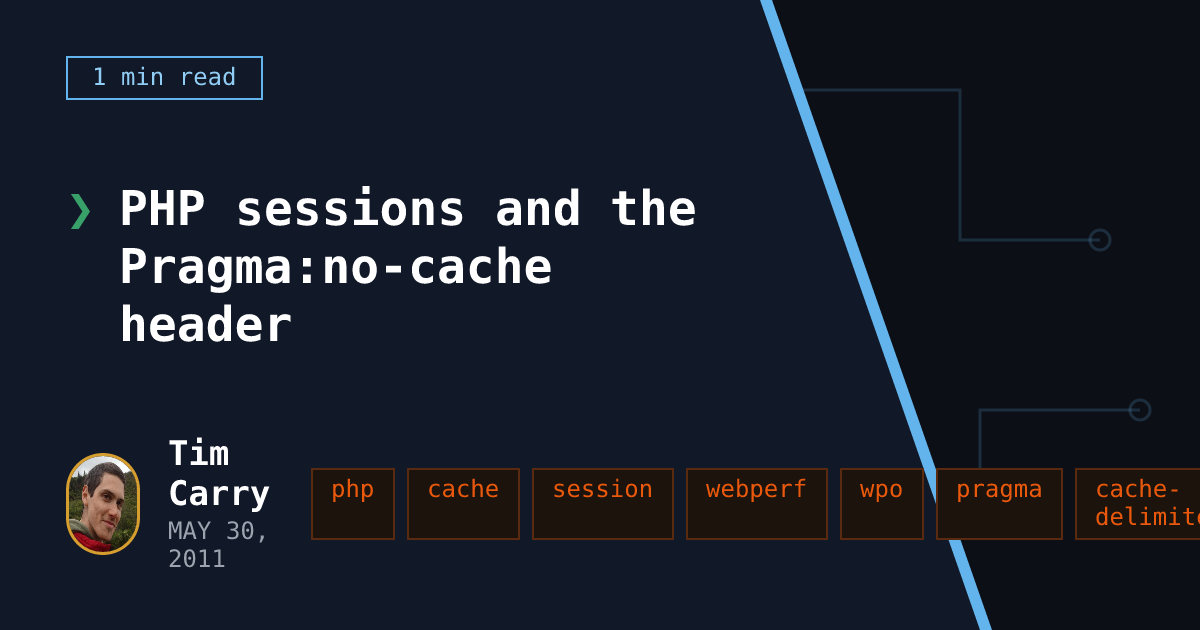 1 min read
❯ PHP sessions and the
Pragma:no-cache
header
Tim
Carry
MAY 30,
2011
php
cache
session
webperf
wpo
pragma
cache-